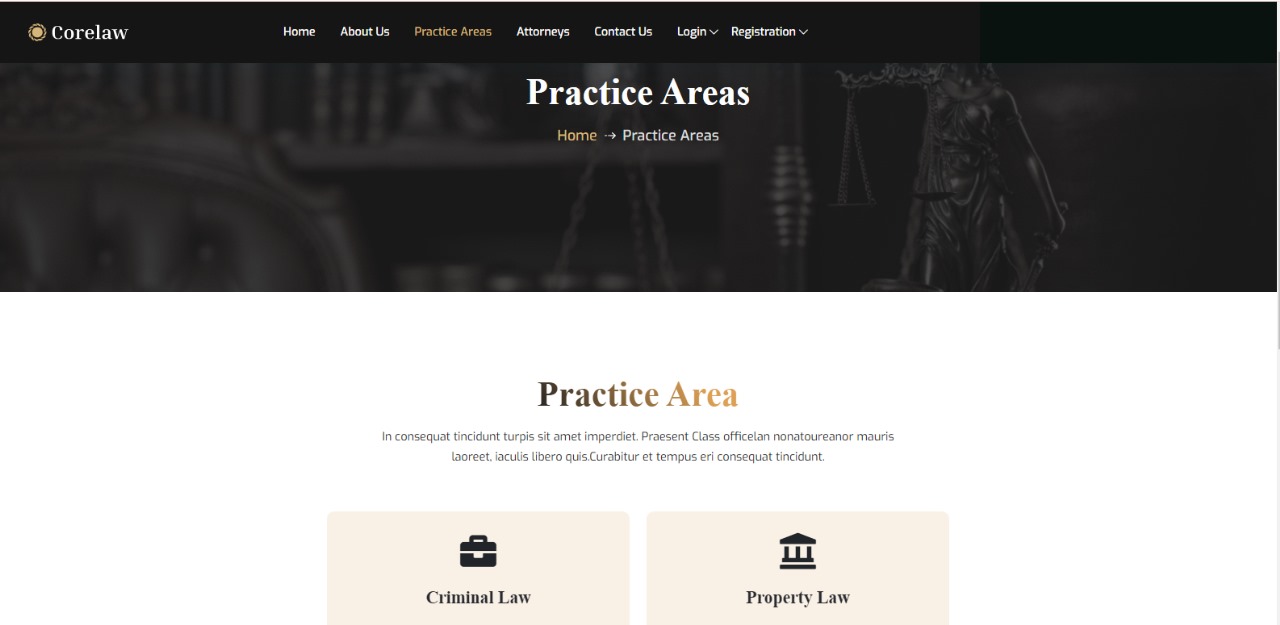 Corelaw
Home About Us Practice Areas Attorneys Contact Us Login Registration
Practice Areas
Home ⇢ Practice Areas
Practice Area
In consequat tincidunt turpis sit amet imperdiet. Praesent Class officelan nonatoureanor mauris
laoreet, iaculis libero quis.Curabitur et tempus eri consequat tincidunt.
Criminal Law
Property Law